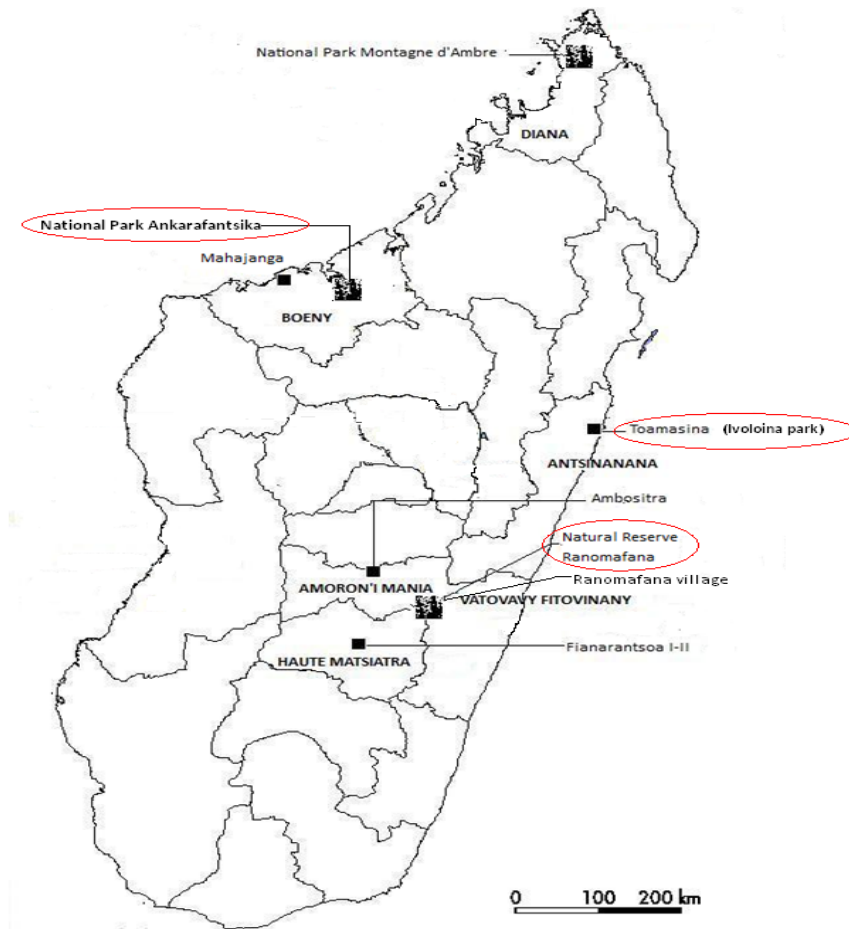 National Park Montagne d'Ambre
DIANA
National Park Ankarafantsika
Mahajanga
BOENY
Toamasina (Ivoloina park)
A
ANTSINANANA
Ambositra
Natural Reserve
Ranomafana
Ranomafana village
AMORON'I MANIA
VATOVAVY FITOVINANY
Fianarantsoa I-II
HAUTE MATSIATRA
0 100 200 km